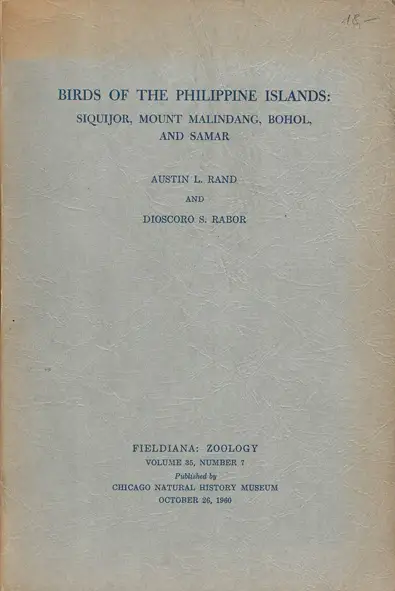 18,—
BIRDS OF THE PHILIPPINE ISLANDS:
SIQUIJOR, MOUNT MALINDANG, BOHOL,
AND SAMAR
AUSTIN L. RAND
AND
DIOSCORO S. RABOR
FIELDIANA: ZOOLOGY
VOLUME 35, NUMBER 7
Published by
CHICAGO NATURAL HISTORY MUSEUM
OCTOBER 26, 1960